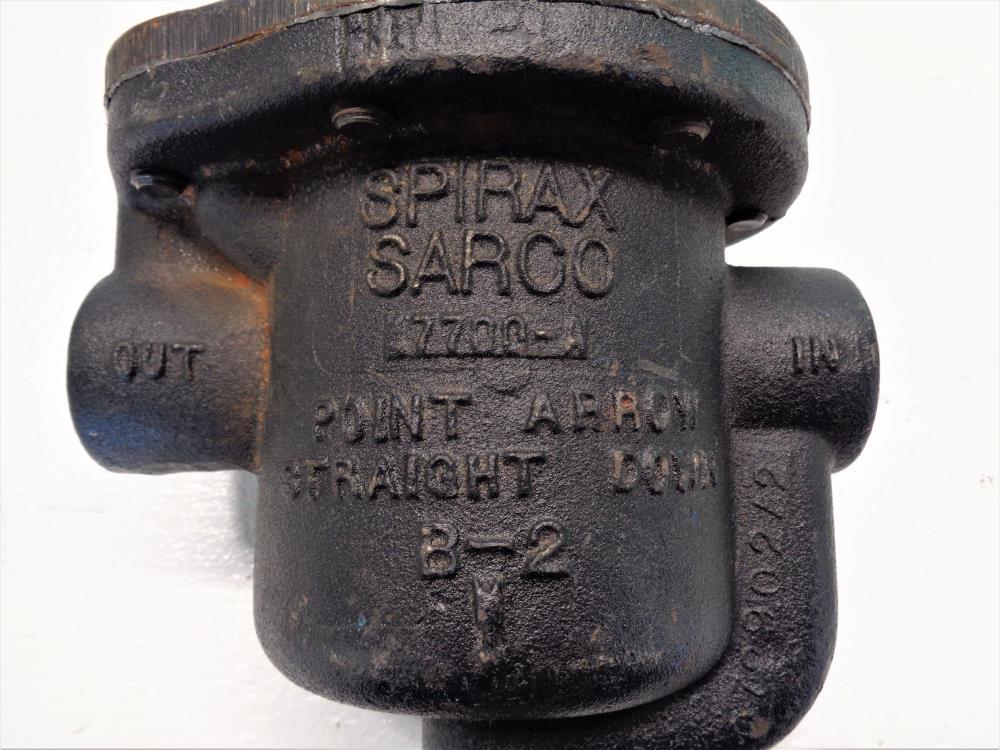 SPIRAX
SARCO
OUT
IN
POINT ARROW
STRAIGHT DOWN
B-2